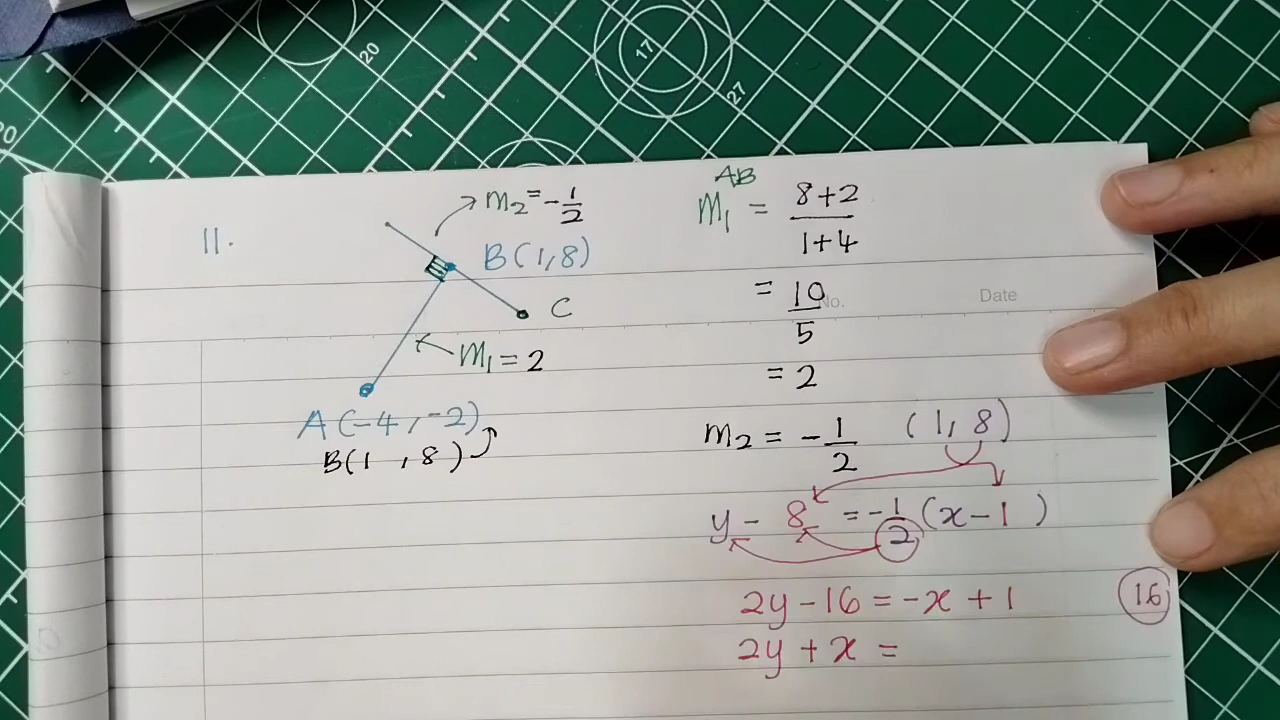 20
17
27
20
11.
m₂ = -1/2
B(1,8)
C
m₁ = 2
A(-4,-2)
B(1,8)
AB
m₁ = 8+2/1+4
= 10/5
No.
Date
= 2
m₂ = -1/2 (1,8)
y - 8 = -1/2(x-1)
2y-16 = -x+1
16
2y+x =